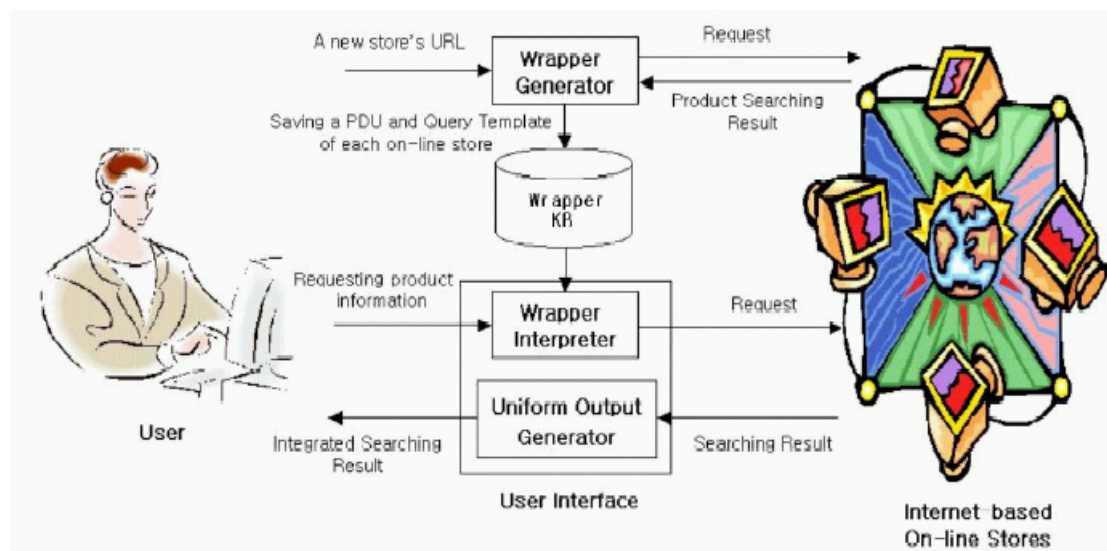 A new store's URL
Request
Wrapper
Generator
Product Searching
Result
Saving a PDU and Query Template
of each on-line store
Wrapper
KB
Requesting product
information
Wrapper
Interpreter
Request
Uniform Output
Generator
Integrated Searching
Result
Searching Result
User
User Interface
Internet-based
On-line Stores